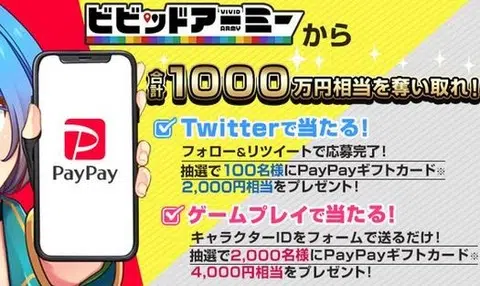 ビビッドアーミー
VIVID ARMY
から
合計1000万円相当を奪い取れ!
PayPay
Twitterで当たる!
フォロー&リツイートで応募完了!
抽選で100名様にPayPayギフトカード※
2,000円相当をプレゼント!
ゲームプレイで当たる!
キャラクターIDをフォームで送るだけ!
抽選で2,000名様にPayPayギフトカード※
4,000円相当をプレゼント!